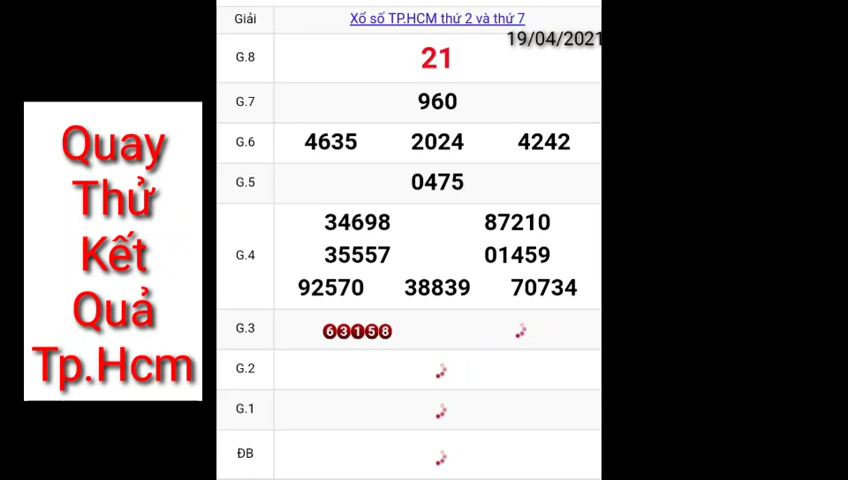 Quay
Thử
Kết
Quả
Tp.Hcm
Giải Xổ số TP.HCM thứ 2 và thứ 7
19/04/2021
G.8 21
G.7 960
G.6 4635 2024 4242
G.5 0475
G.4 34698 87210
35557 01459
92570 38839 70734
G.3 63158
G.2
G.1
ĐB